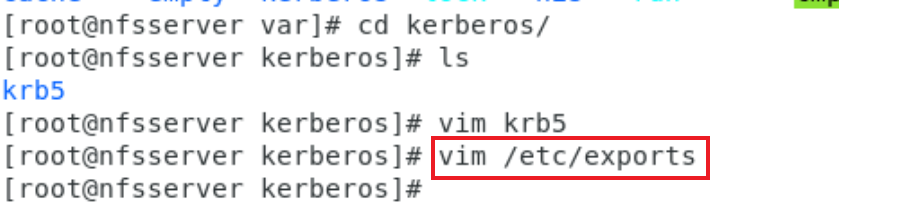 [root@nfsserver var]# cd kerberos/
[root@nfsserver kerberos]# ls
krb5
[root@nfsserver kerberos]# vim krb5
[root@nfsserver kerberos]# vim /etc/exports
[root@nfsserver kerberos]#